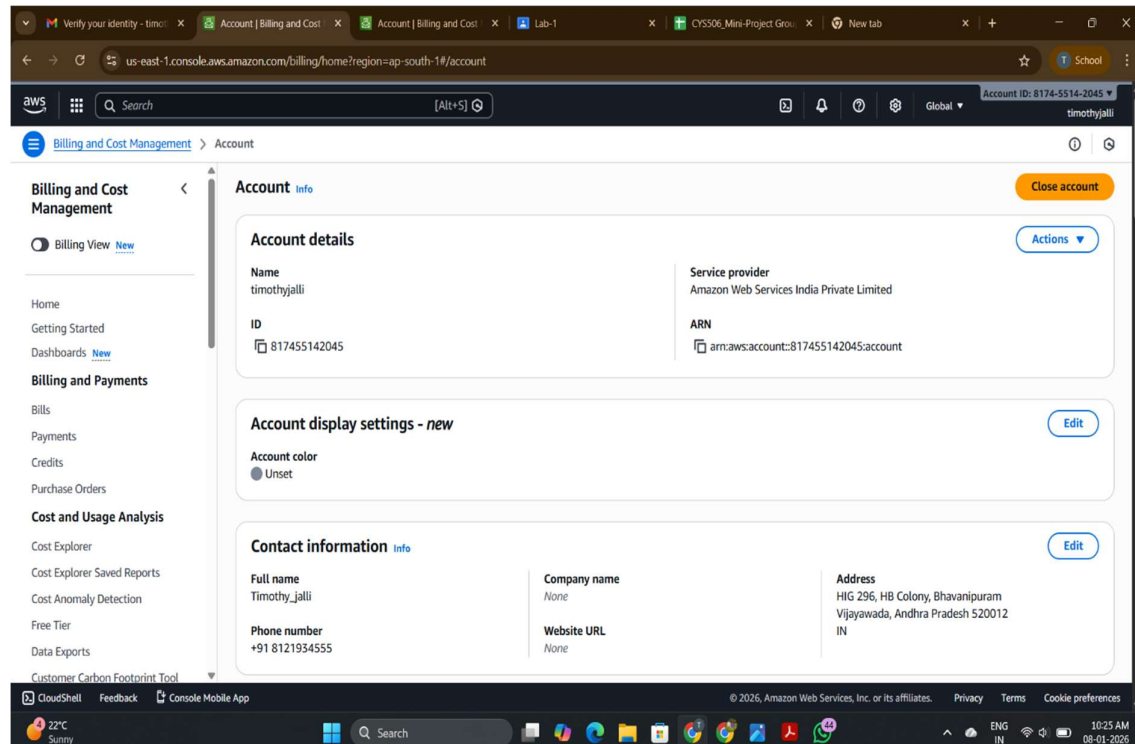 Verify your identity - timot
Account | Billing and Cost
Account | Billing and Cost
Lab-1
CYS506_Mini-Project Grou
New tab
us-east-1.console.aws.amazon.com/billing/home?region=ap-south-1#/account
T School
aws
Search [Alt+S]
Global
Account ID: 8174-5514-2045
timothyjalli
Billing and Cost Management > Account
Billing and Cost
Management
Billing View New
Home
Getting Started
Dashboards New
Billing and Payments
Bills
Payments
Credits
Purchase Orders
Cost and Usage Analysis
Cost Explorer
Cost Explorer Saved Reports
Cost Anomaly Detection
Free Tier
Data Exports
Customer Carbon Footprint Tool
Account Info
Close account
Account details
Actions
Name
timothyjalli
Service provider
Amazon Web Services India Private Limited
ID
817455142045
ARN
arn:aws:account::817455142045:account
Account display settings - new
Edit
Account color
Unset
Contact information Info
Edit
Full name
Timothy_jalli
Company name
None
Address
HIG 296, HB Colony, Bhavanipuram
Vijayawada, Andhra Pradesh 520012
IN
Phone number
+91 8121934555
Website URL
None
CloudShell Feedback Console Mobile App
© 2026, Amazon Web Services, Inc. or its affiliates. Privacy Terms Cookie preferences
4
22°C
Sunny
Search
44
ENG
IN
10:25 AM
08-01-2026